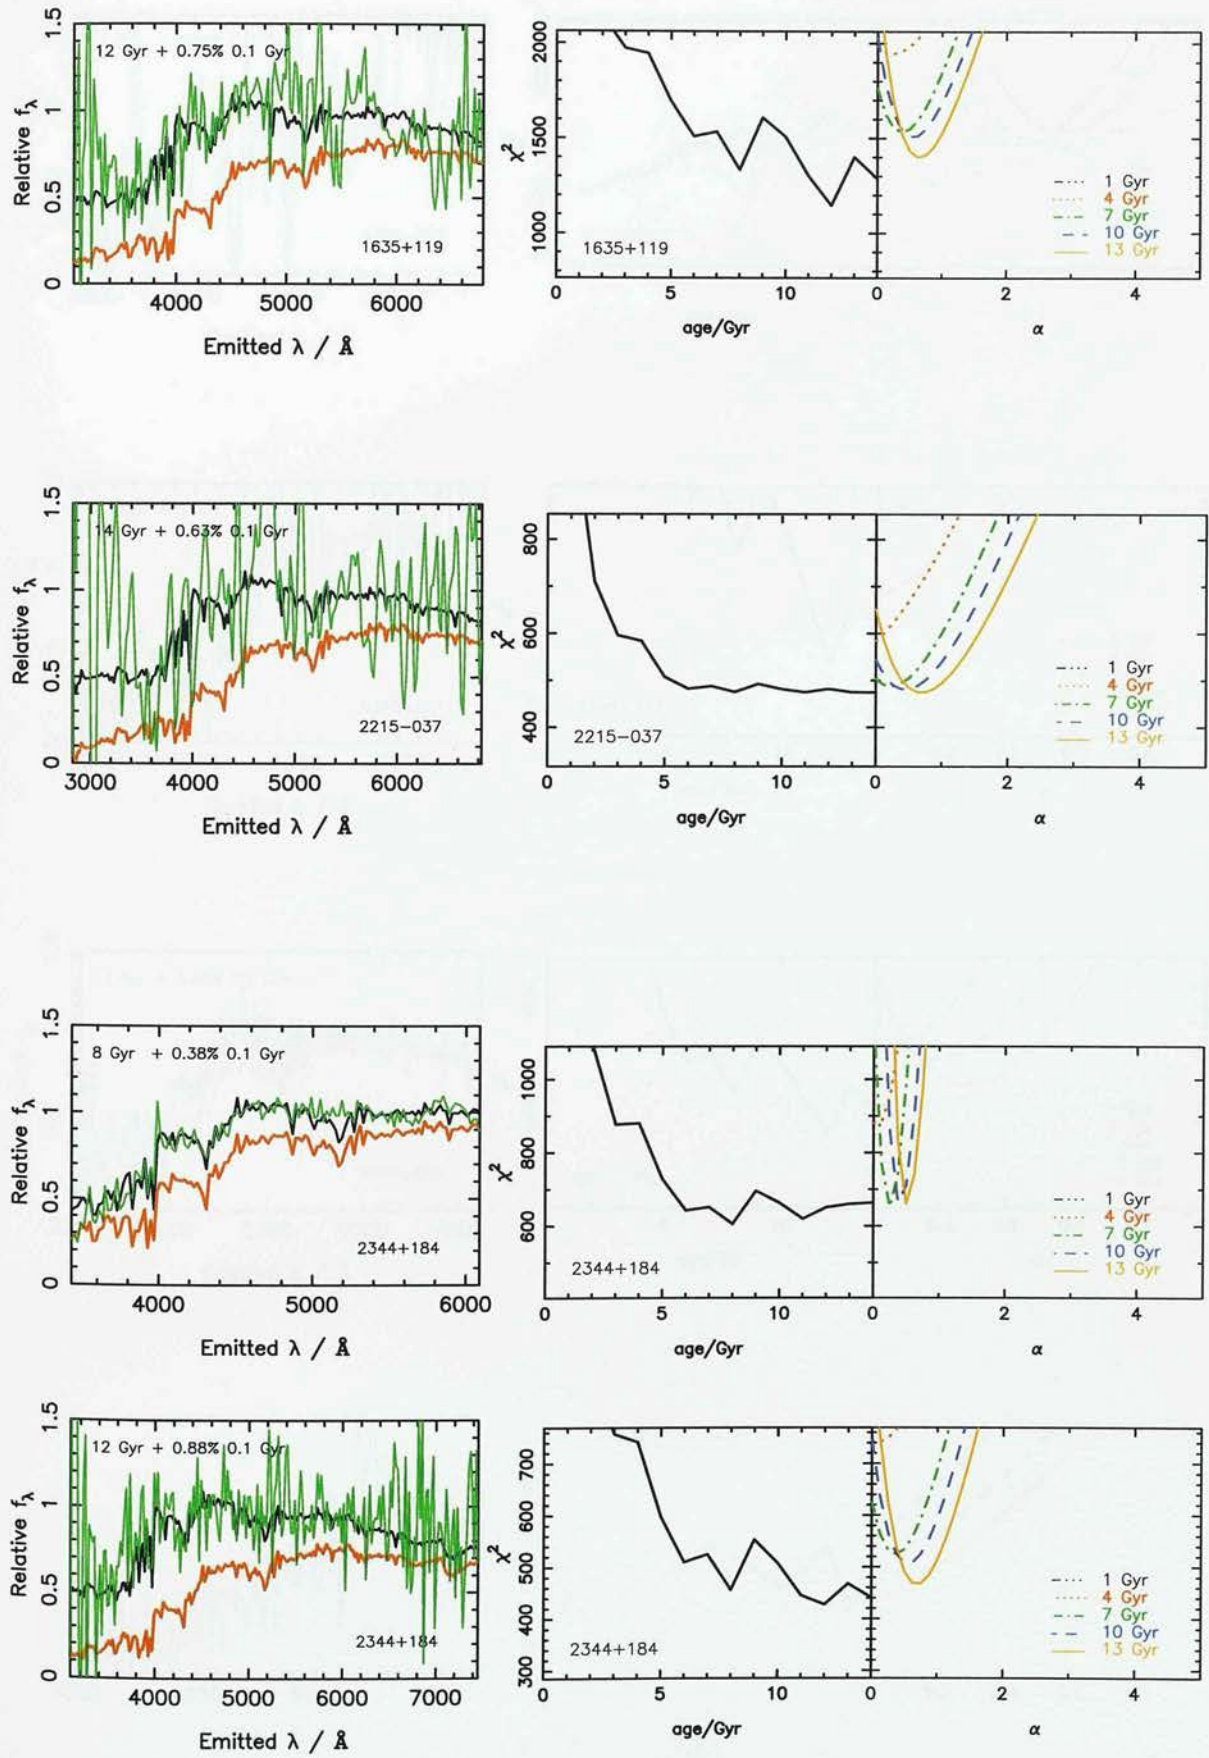 1.5
1
0.5
0
Relative fλ
12 Gyr + 0.75% 0.1 Gyr
1635+119
4000 5000 6000
Emitted λ / Å
2000
1500
1000
χ²
1635+119
0 5 10
age/Gyr
1 Gyr
4 Gyr
7 Gyr
10 Gyr
13 Gyr
0 2 4
α
1.5
1
0.5
0
Relative fλ
14 Gyr + 0.63% 0.1 Gyr
2215−037
3000 4000 5000 6000
Emitted λ / Å
800
600
400
χ²
2215−037
0 5 10
age/Gyr
1 Gyr
4 Gyr
7 Gyr
10 Gyr
13 Gyr
0 2 4
α
1.5
1
0.5
0
Relative fλ
8 Gyr + 0.38% 0.1 Gyr
2344+184
4000 5000 6000
Emitted λ / Å
1000
800
600
χ²
2344+184
0 5 10
age/Gyr
1 Gyr
4 Gyr
7 Gyr
10 Gyr
13 Gyr
0 2 4
α
1.5
1
0.5
0
Relative fλ
12 Gyr + 0.88% 0.1 Gyr
2344+184
4000 5000 6000 7000
Emitted λ / Å
700
600
500
400
300
χ²
2344+184
0 5 10
age/Gyr
1 Gyr
4 Gyr
7 Gyr
10 Gyr
13 Gyr
0 2 4
α